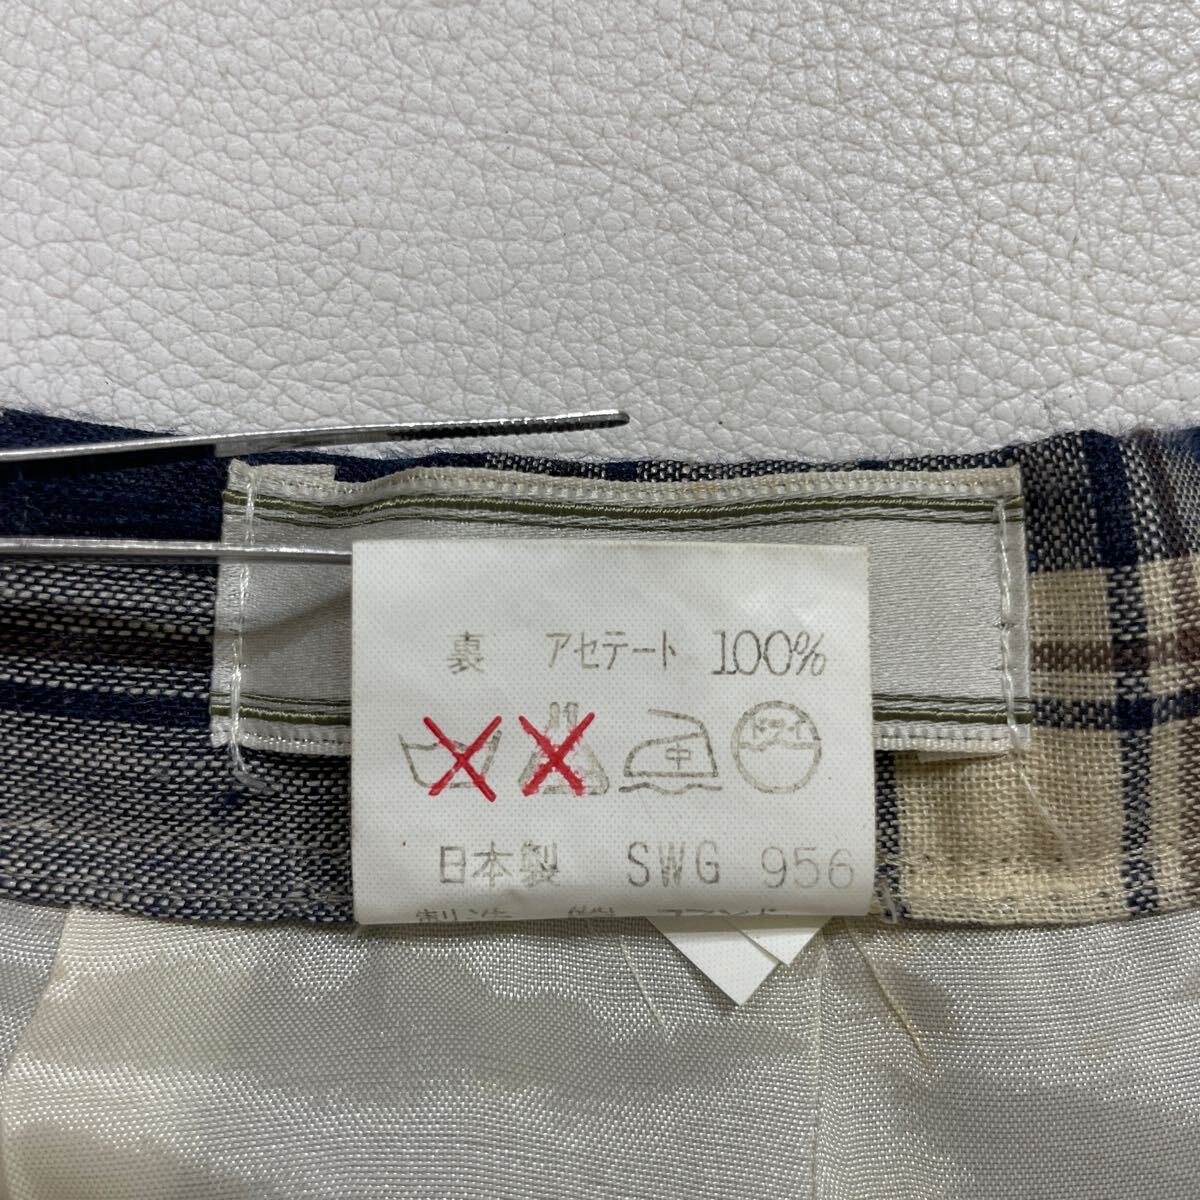 裏 アセテート 100%
中 ドライ
日本製 SWG 956